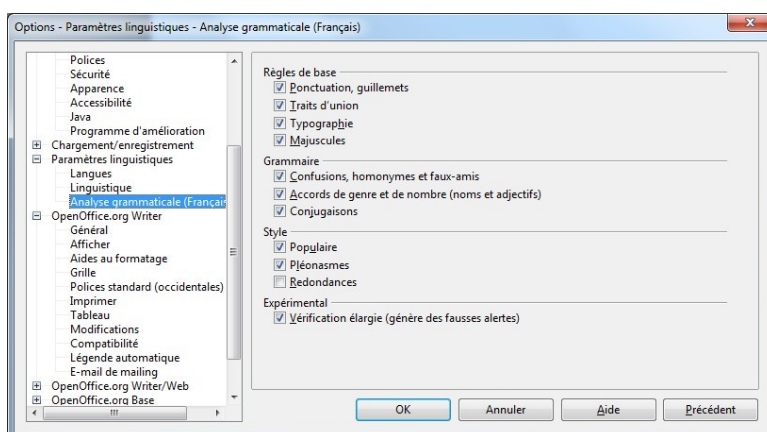 Options - Paramètres linguistiques - Analyse grammaticale (Français)
Polices
Sécurité
Apparence
Accessibilité
Java
Programme d'amélioration
Chargement/enregistrement
Paramètres linguistiques
Langues
Linguistique
Analyse grammaticale (Françai
OpenOffice.org Writer
Général
Afficher
Aides au formatage
Grille
Polices standard (occidentales)
Imprimer
Tableau
Modifications
Compatibilité
Légende automatique
E-mail de mailing
OpenOffice.org Writer/Web
OpenOffice.org Base
Règles de base
Ponctuation, guillemets
Traits d'union
Typographie
Majuscules
Grammaire
Confusions, homonymes et faux-amis
Accords de genre et de nombre (noms et adjectifs)
Conjugaisons
Style
Populaire
Pléonasmes
Redondances
Expérimental
Vérification élargie (génère des fausses alertes)
OK
Annuler
Aide
Précédent